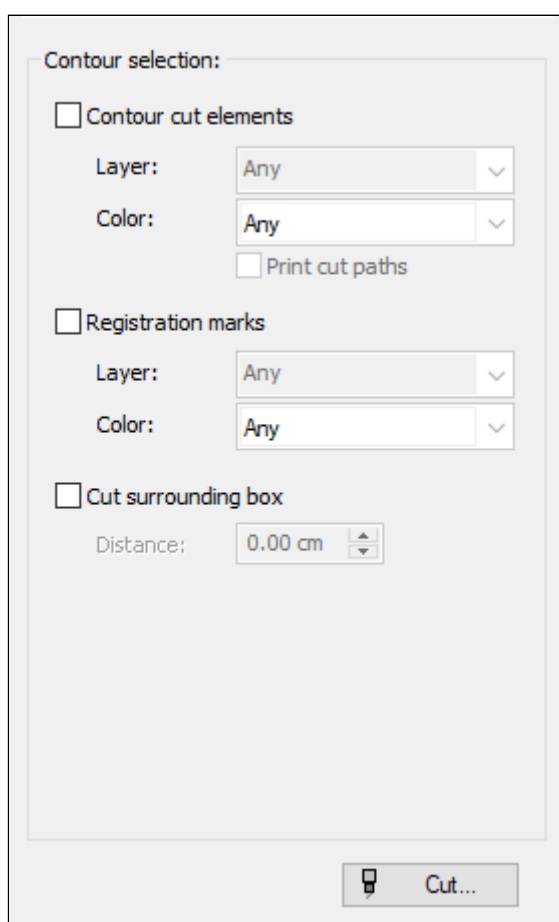 Contour selection:
Contour cut elements
Layer: Any
Color: Any
Print cut paths
Registration marks
Layer: Any
Color: Any
Cut surrounding box
Distance: 0.00 cm
Cut...